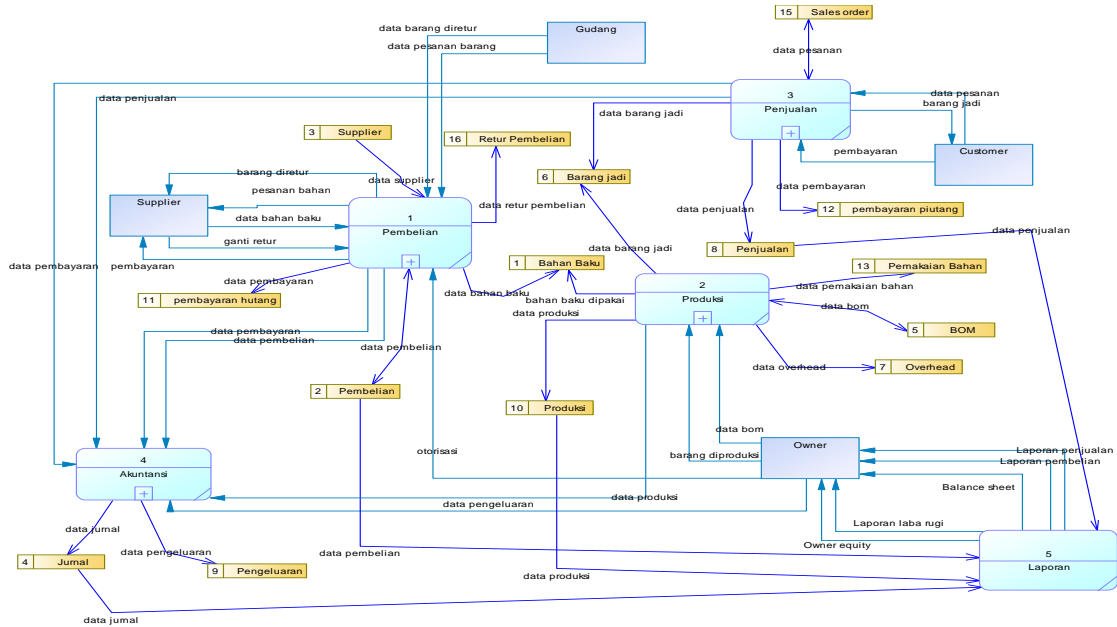 15 Sales order
data barang diretur
Gudang
data pesanan barang
data pesanan
data penjualan
3
Penjualan
data pesanan
barang jadi
data barang jadi
3 Supplier
16 Retur Pembelian
pembayaran
Customer
barang diretur
data supplier
6 Barang jadi
pesanan bahan
data pembayaran
Supplier
data retur pembelian
data penjualan
12 pembayaran piutang
data bahan baku
1
Pembelian
data penjualan
ganti retur
data barang jadi
8 Penjualan
data pembayaran
pembayaran
1 Bahan Baku
13 Pemakaian Bahan
data pembayaran
2
Produksi
data pemakaian bahan
data bahan baku
bahan baku dipakai
11 pembayaran hutang
data bom
data produksi
data pembayaran
data pembelian
data pembelian
5 BOM
data overhead
7 Overhead
2 Pembelian
10 Produksi
data bom
Owner
otorisasi
barang diproduksi
Laporan penjualan
Laporan pembelian
4
Akuntansi
Balance sheet
data produksi
data pengeluaran
data jurnal
Laporan laba rugi
data pengeluaran
data pembelian
Owner equity
5
Laporan
4 Jurnal
9 Pengeluaran
data produksi
data jurnal